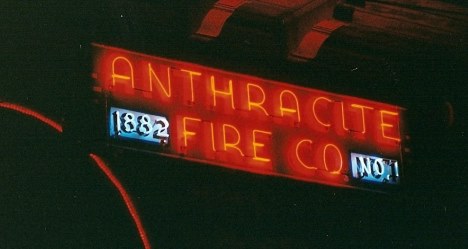 ANTHRACITE
1882 FIRE CO. NO.1